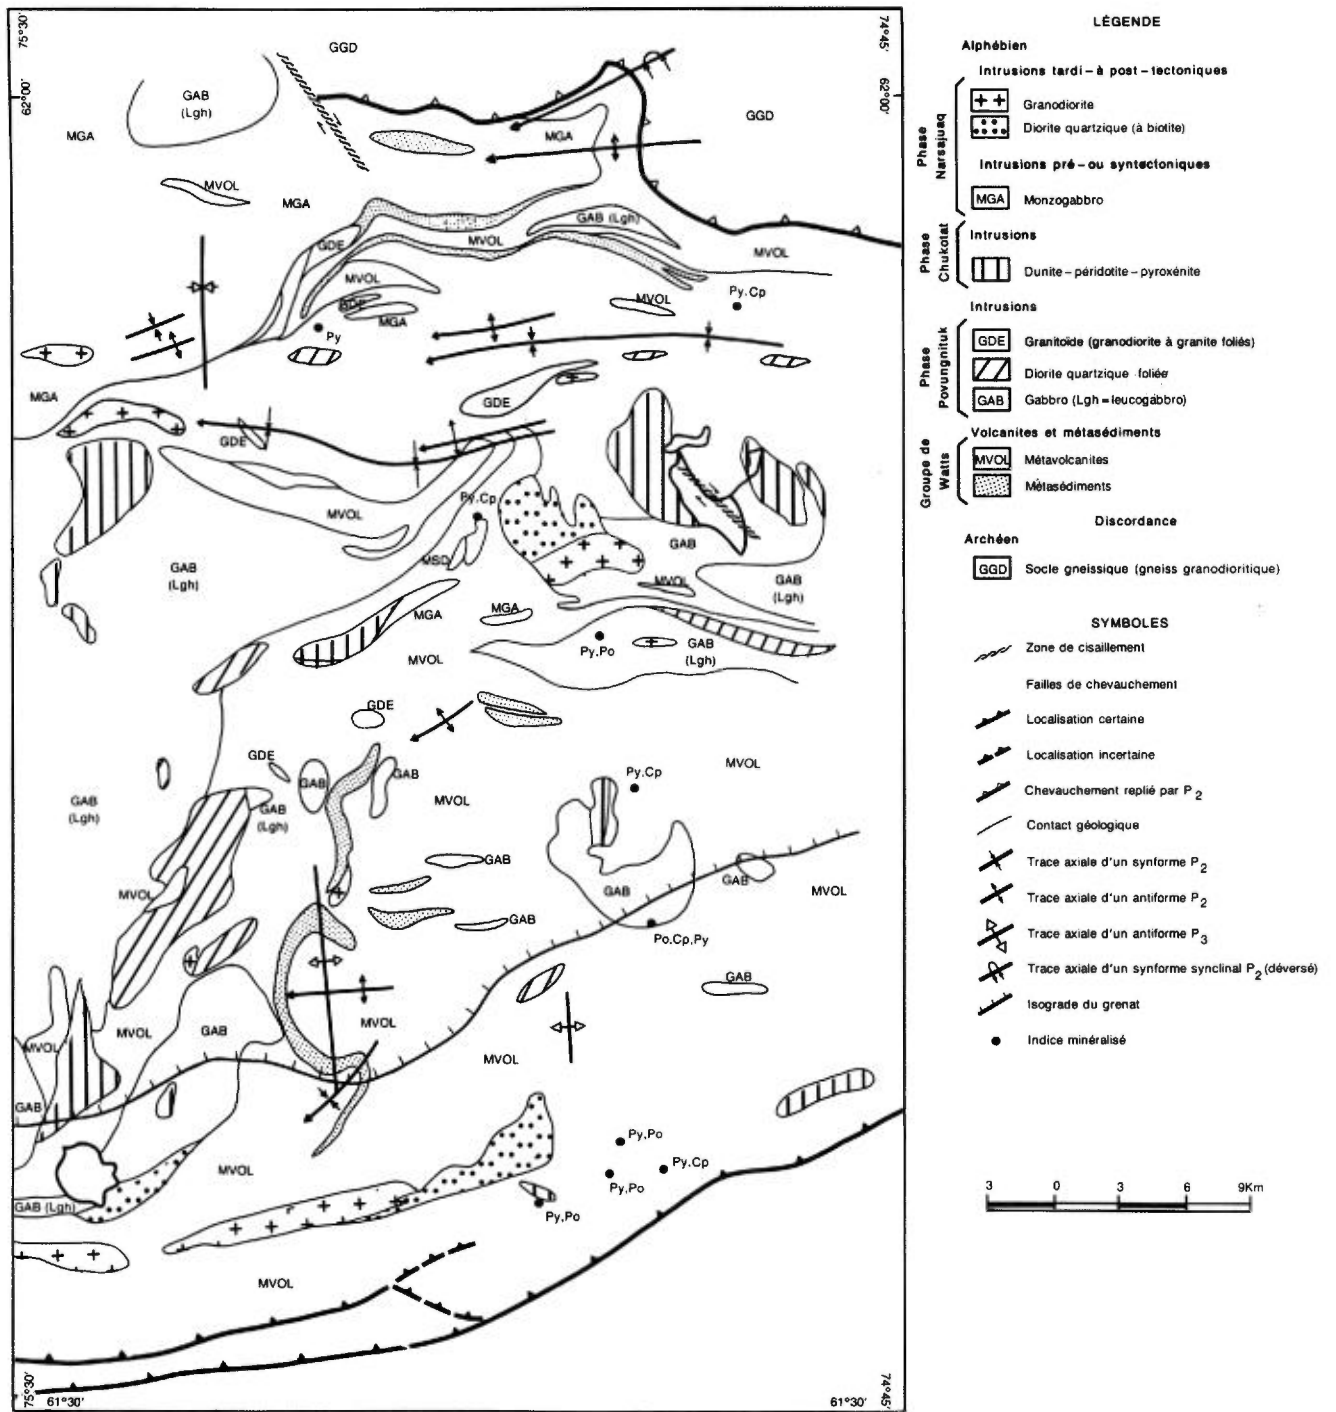 75°30'
74°45'
62°00'
62°00'
GGD
GAB
(Lgh)
MGA
MGA
GGD
MVOL
MGA
GAB (Lgh)
GDE
MVOL
MVOL
MVOL
GDE
MGA
MVOL
Py.Cp
Py
MGA
GDE
GDE
MVOL
Py.Cp
MSD
GAB
GAB
(Lgh)
MVOL
GAB
(Lgh)
MGA
MGA
Py.Po
GAB
(Lgh)
MVOL
GDE
GDE
GAB
GAB
MVOL
Py.Cp
MVOL
GAB
(Lgh)
GAB
(Lgh)
GAB
MVOL
GAB
GAB
MVOL
GAB
Po,Cp,Py
GAB
MVOL
MVOL
GAB
MVOL
MVOL
MVOL
GAB
Py,Po
Py.Cp
Py,Po
MVOL
GAB (Lgh)
Py,Po
MVOL
75°30'
61°30'
61°30'
74°45'
LÉGENDE
Alphébien
Intrusions tardi-à post-tectoniques
Phase
Narsajuaq
Granodiorite
Diorite quartzique (à biotite)
Intrusions pré-ou syntectoniques
MGA Monzogabbro
Phase
Chukotat
Intrusions
Dunite-péridotite-pyroxénite
Phase
Povungnituk
Intrusions
GDE Granitoïde (granodiorite à granite foliés)
Diorite quartzique foliée
GAB Gabbro (Lgh = leucogabbro)
Groupe de
Watts
Volcanites et métasédiments
MVOL Métavolcanites
Métasédiments
Discordance
Archéen
GGD Socle gneissique (gneiss granodioritique)
SYMBOLES
Zone de cisaillement
Failles de chevauchement
Localisation certaine
Localisation incertaine
Chevauchement replié par P2
Contact géologique
Trace axiale d'un synforme P2
Trace axiale d'un antiforme P2
Trace axiale d'un antiforme P3
Trace axiale d'un synforme synclinal P2 (déversé)
Isograde du grenat
Indice minéralisé
3 0 3 6 9Km